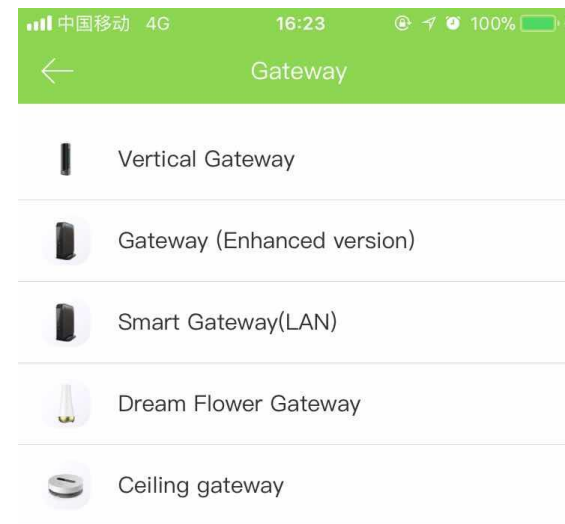 中国移动 4G 16:23 100%
Gateway
Vertical Gateway
Gateway (Enhanced version)
Smart Gateway(LAN)
Dream Flower Gateway
Ceiling gateway